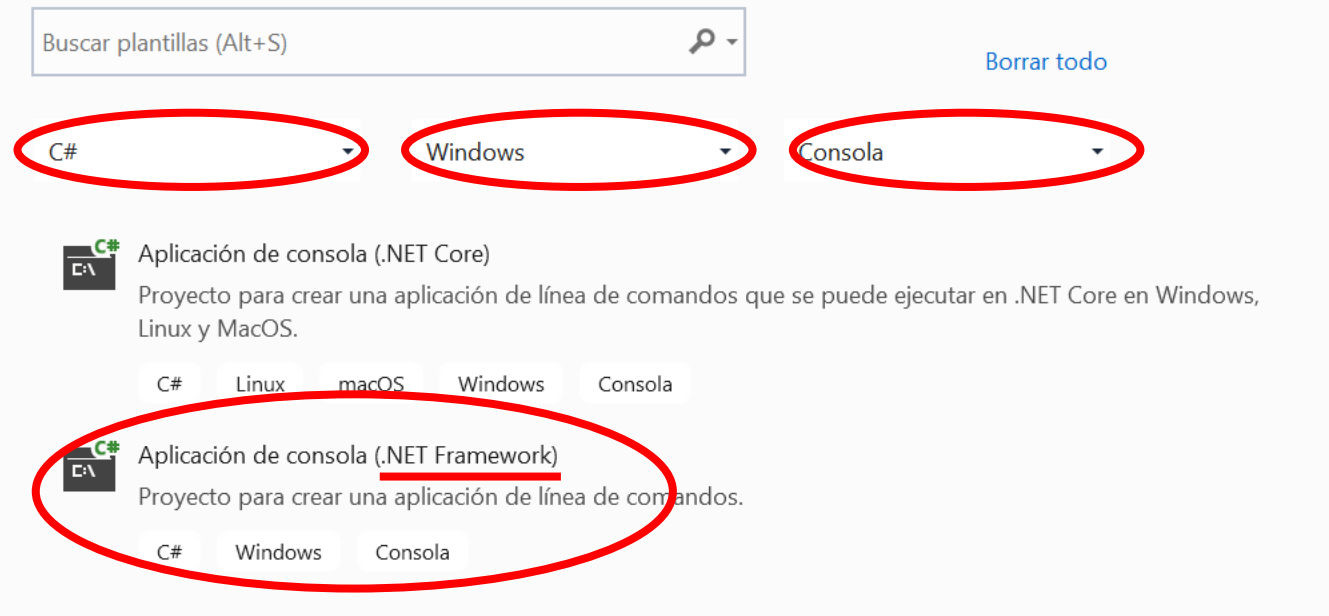 Buscar plantillas (Alt+S)
Borrar todo
C# Windows Consola
C#
C:\
Aplicación de consola (.NET Core)
Proyecto para crear una aplicación de línea de comandos que se puede ejecutar en .NET Core en Windows,
Linux y MacOS.
C# Linux macOS Windows Consola
C#
C:\
Aplicación de consola (.NET Framework)
Proyecto para crear una aplicación de línea de comandos.
C# Windows Consola